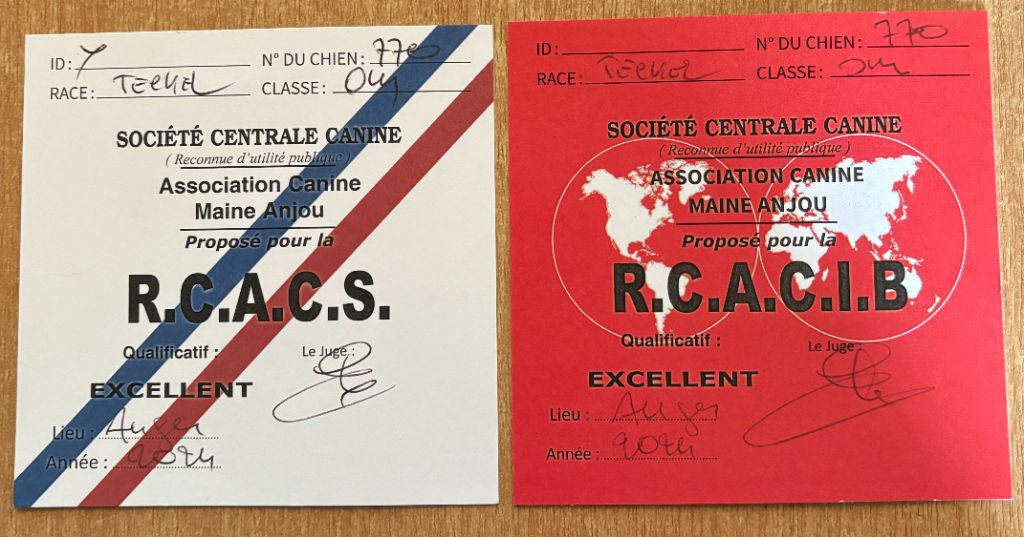 ID: Y N° DU CHIEN: 770
RACE: TECKEL CLASSE: Ouv
SOCIÉTÉ CENTRALE CANINE
( Reconnue d'utilité publique )
Association Canine
Maine Anjou
Proposé pour la
R.C.A.C.S.
Qualificatif : Le Juge :
EXCELLENT
Lieu : Angers
Année : 2024
ID: N° DU CHIEN: 770
RACE: TECKEL CLASSE: Ouv
SOCIÉTÉ CENTRALE CANINE
( Reconnue d'utilité publique )
ASSOCIATION CANINE
MAINE ANJOU
Proposé pour la
R.C.A.C.I.B
Qualificatif : Le Juge :
EXCELLENT
Lieu : Angers
Année : 2024